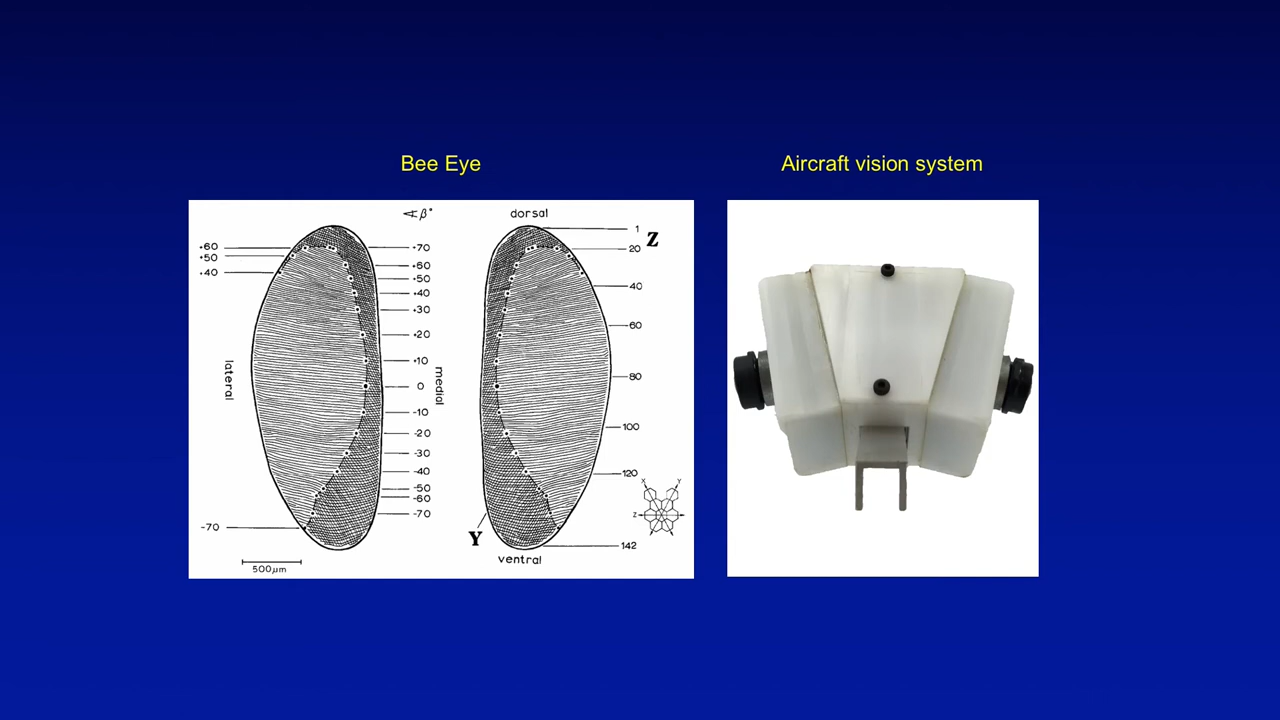 Bee Eye
Aircraft vision system
∢β°
dorsal
+60
+50
+40
-70
+70
+60
+50
+40
+30
+20
+10
0
-10
-20
-30
-40
-50
-60
-70
lateral
medial
1
Z
20
40
60
80
100
120
142
X
Y
Z
Y
ventral
500μm